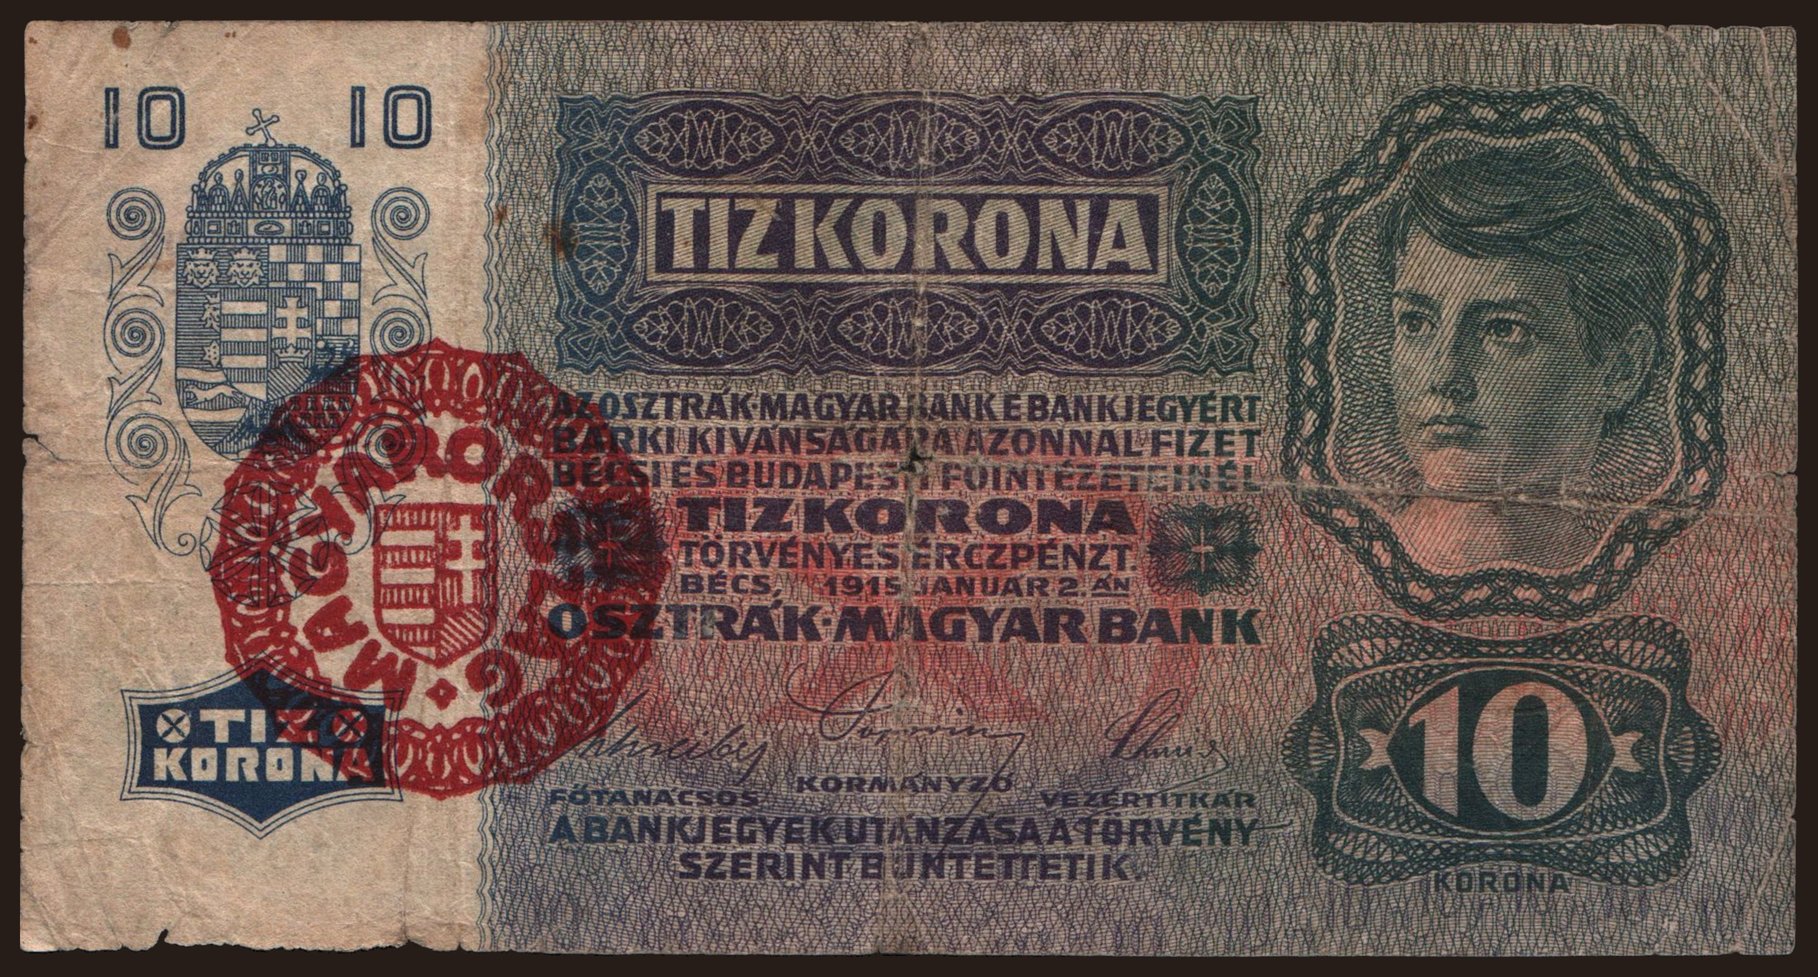 10 10
TIZ KORONA
AZ OSZTRÁK-MAGYAR BANK E BANKJEGYÉRT
BÁRKI KIVÁNSÁGÁRA AZONNAL FIZET
BÉCSI ÉS BUDAPESTI FŐINTÉZETEINÉL
TIZ KORONA
TÖRVÉNYES ÉRCZPÉNZT.
BÉCS, 1915 JANUÁR 2.ÁN
OSZTRÁK-MAGYAR BANK
MAGYARORSZÁG
TIZ
KORONA
KORMÁNYZÓ
FŐTANÁCSOS VEZÉRTITKÁR
A BANKJEGYEK UTÁNZÁSA A TÖRVÉNY
SZERINT BÜNTETTETIK.
10
KORONA